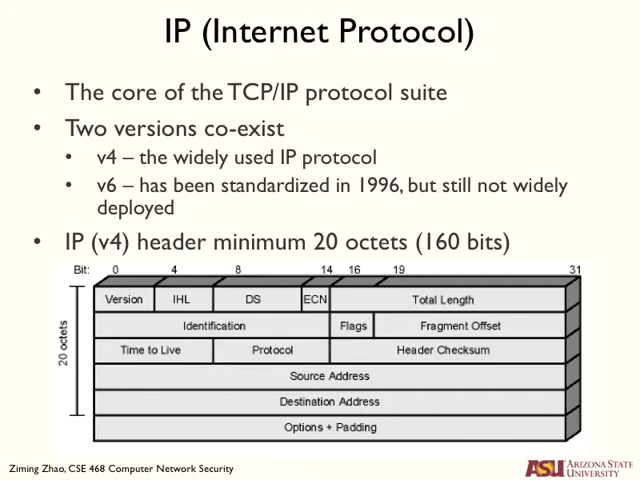 IP (Internet Protocol)
• The core of the TCP/IP protocol suite
• Two versions co-exist
• v4 – the widely used IP protocol
• v6 – has been standardized in 1996, but still not widely
deployed
• IP (v4) header minimum 20 octets (160 bits)
Bit: 0 4 8 14 16 19 31
Version IHL DS ECN Total Length
Identification Flags Fragment Offset
Time to Live Protocol Header Checksum
Source Address
Destination Address
Options + Padding
20 octets
Ziming Zhao, CSE 468 Computer Network Security
ASU ARIZONA STATE
UNIVERSITY